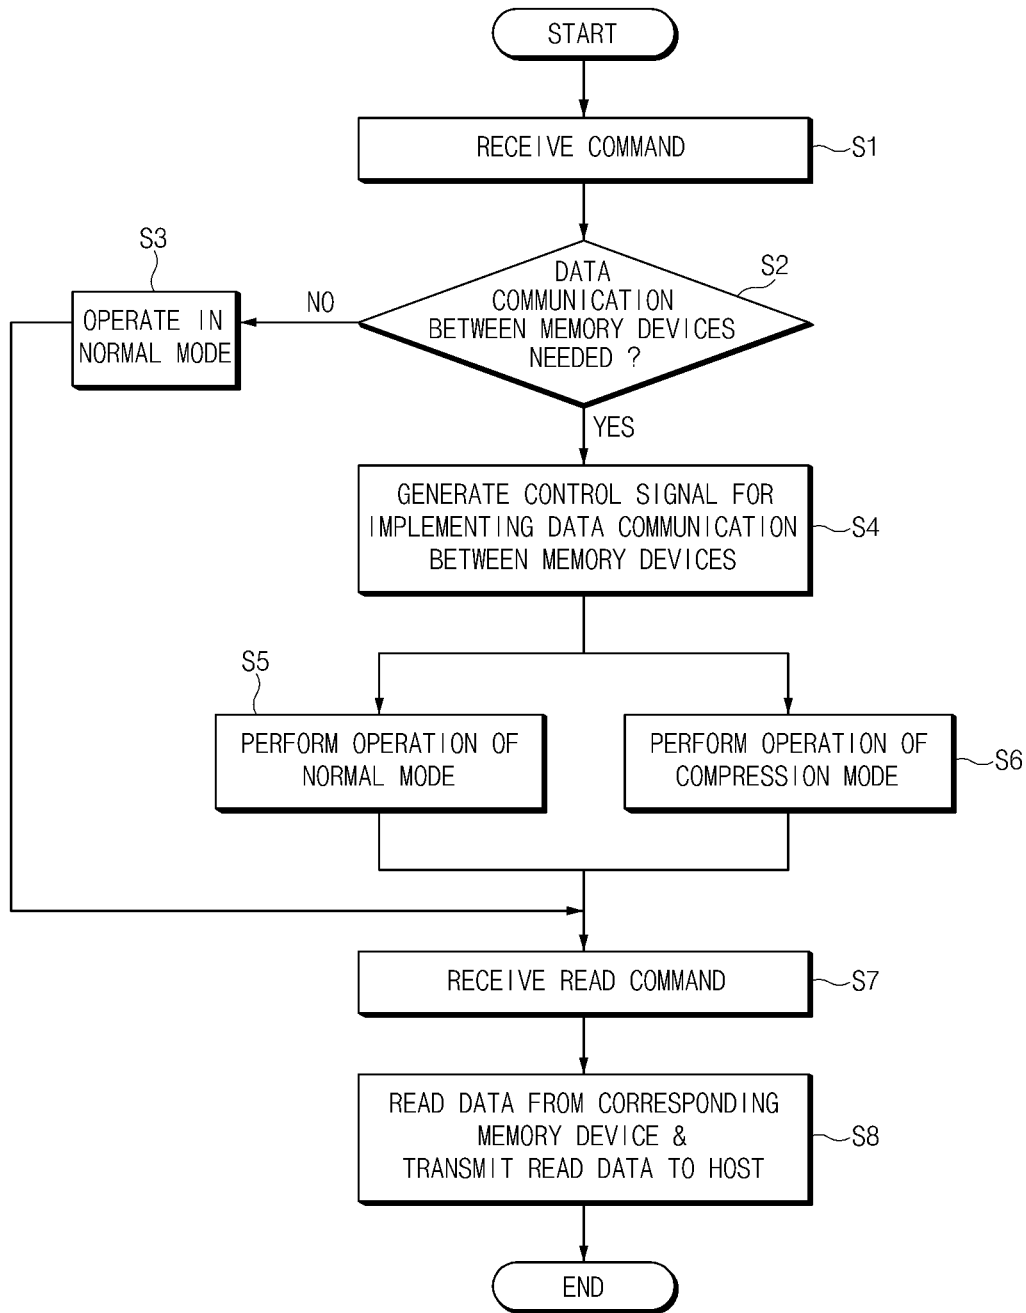 START
RECEIVE COMMAND
S1
S3
S2
DATA
COMMUNICATION
BETWEEN MEMORY DEVICES
NEEDED ?
NO
OPERATE IN
NORMAL MODE
YES
GENERATE CONTROL SIGNAL FOR
IMPLEMENTING DATA COMMUNICATION
BETWEEN MEMORY DEVICES
S4
S5
PERFORM OPERATION OF
NORMAL MODE
PERFORM OPERATION OF
COMPRESSION MODE
S6
RECEIVE READ COMMAND
S7
READ DATA FROM CORRESPONDING
MEMORY DEVICE &
TRANSMIT READ DATA TO HOST
S8
END